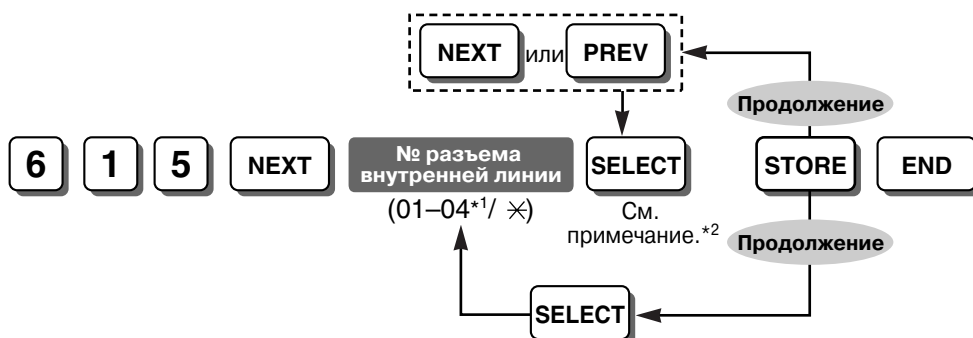 NEXT или PREV
Продолжение
6 1 5 NEXT № разъема внутренней линии SELECT STORE END
(01–04*1/ ✳)
См. примечание.*2
Продолжение
SELECT